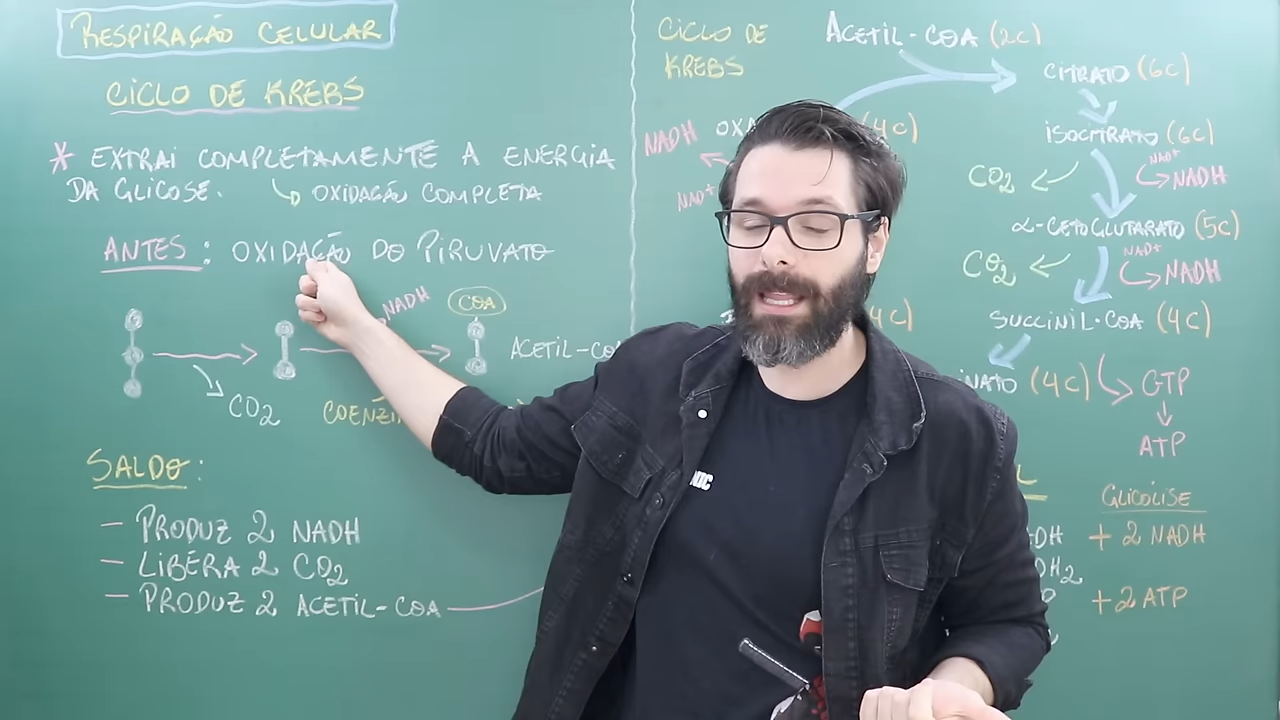 RESPIRAÇÃO CELULAR
CICLO DE KREBS
* EXTRAI COMPLETAMENTE A ENERGIA
DA GLICOSE. OXIDAÇÃO COMPLETA
ANTES: OXIDAÇÃO DO PIRUVATO
NADH
COA
ACETIL-CO
CO2
SALDO:
- PRODUZ 2 NADH
- LIBERA 2 CO2
- PRODUZ 2 ACETIL-COA
CICLO DE
KREBS
ACETIL-COA (2C)
CITRATO (6C)
NADH
NAD+
ISOCITRATO (6C)
CO2
NAD+
NADH
α-CETOGLUTARATO (5C)
CO2
NAD+
NADH
SUCCINIL-COA (4C)
(4C)
GTP
ATP
GLICÓLISE
+ 2 NADH
+ 2 ATP